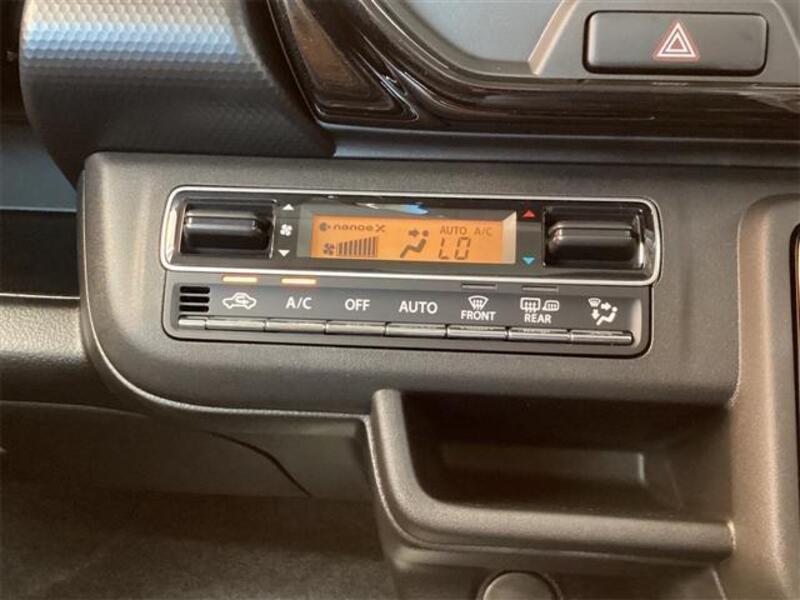 nanoe X AUTO A/C
LO
A/C OFF AUTO FRONT REAR